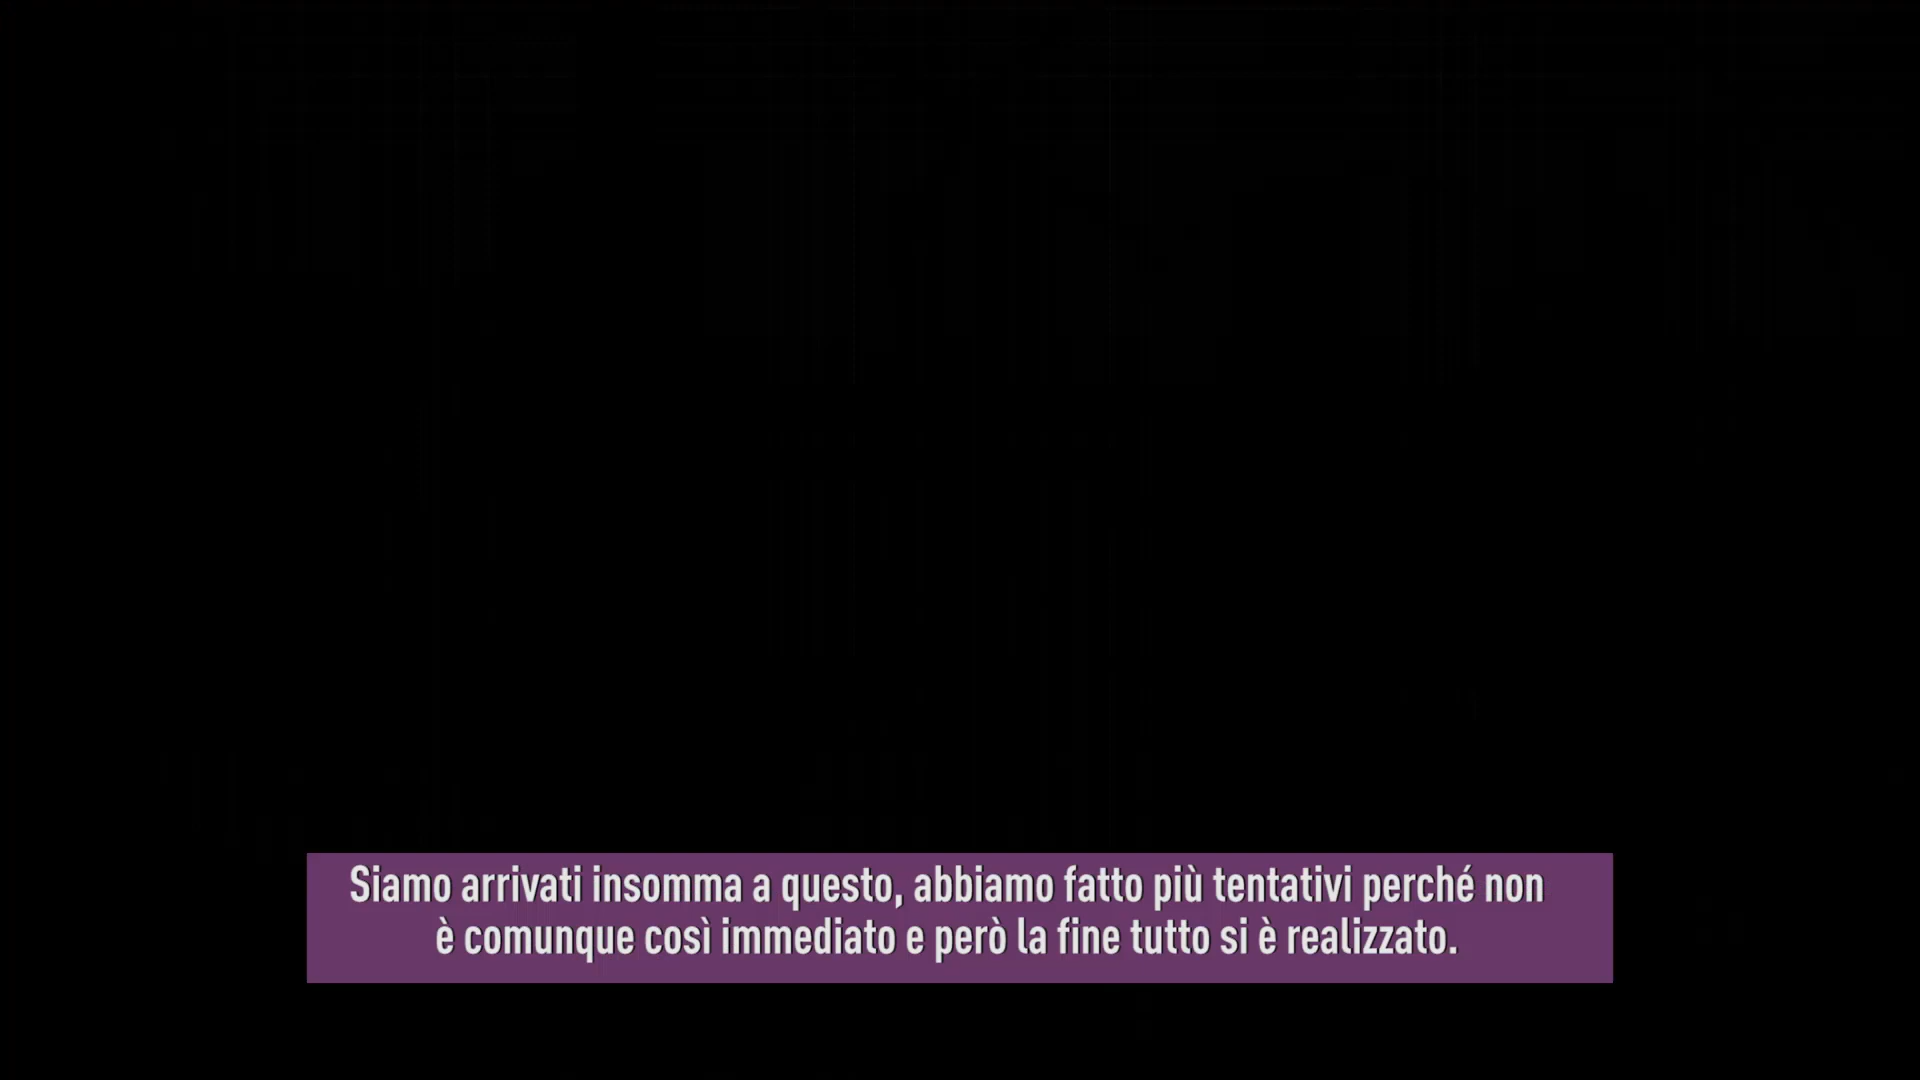 Siamo arrivati insomma a questo, abbiamo fatto più tentativi perché non
è comunque così immediato e però la fine tutto si è realizzato.